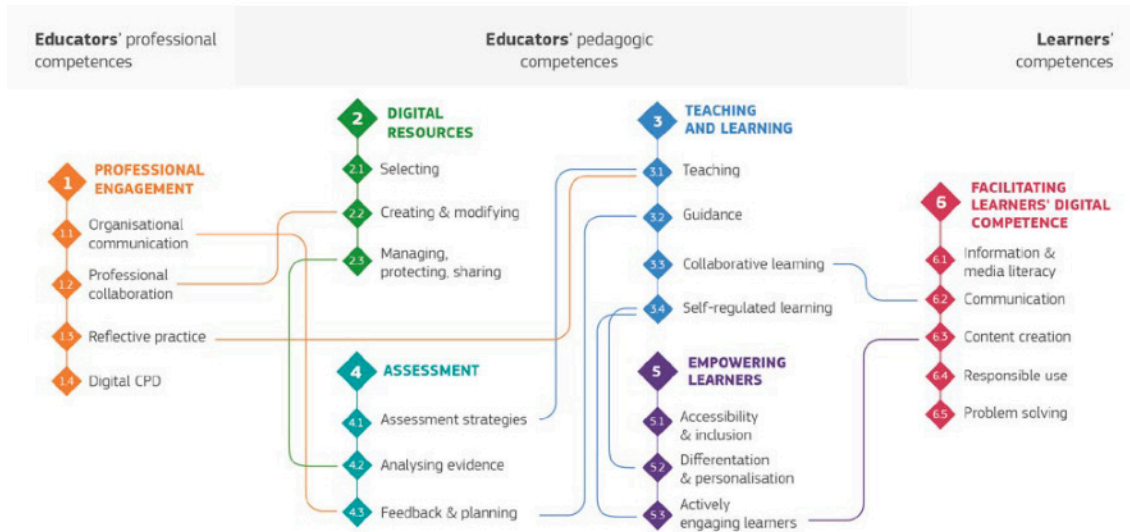 Educators' professional
competences
Educators' pedagogic
competences
Learners'
competences
1
PROFESSIONAL
ENGAGEMENT
1.1
Organisational
communication
1.2
Professional
collaboration
1.3
Reflective practice
1.4
Digital CPD
2
DIGITAL
RESOURCES
2.1
Selecting
2.2
Creating & modifying
2.3
Managing,
protecting, sharing
4
ASSESSMENT
4.1
Assessment strategies
4.2
Analysing evidence
4.3
Feedback & planning
3
TEACHING
AND LEARNING
3.1
Teaching
3.2
Guidance
3.3
Collaborative learning
3.4
Self-regulated learning
5
EMPOWERING
LEARNERS
5.1
Accessibility
& inclusion
5.2
Differentation
& personalisation
5.3
Actively
engaging learners
6
FACILITATING
LEARNERS' DIGITAL
COMPETENCE
6.1
Information &
media literacy
6.2
Communication
6.3
Content creation
6.4
Responsible use
6.5
Problem solving